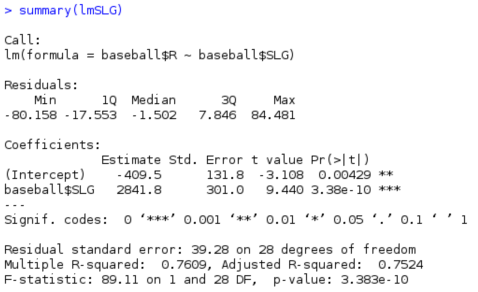 > summary(lmSLG)
Call:
lm(formula = baseball$R ~ baseball$SLG)
Residuals:
Min 1Q Median 3Q Max
-80.158 -17.553 -1.502 7.846 84.481
Coefficients:
Estimate Std. Error t value Pr(>|t|)
(Intercept) -409.5 131.8 -3.108 0.00429 **
baseball$SLG 2841.8 301.0 9.440 3.38e-10 ***
---
Signif. codes: 0 ‘***’ 0.001 ‘**’ 0.01 ‘*’ 0.05 ‘.’ 0.1 ‘ ’ 1
Residual standard error: 39.28 on 28 degrees of freedom
Multiple R-squared: 0.7609, Adjusted R-squared: 0.7524
F-statistic: 89.11 on 1 and 28 DF, p-value: 3.383e-10